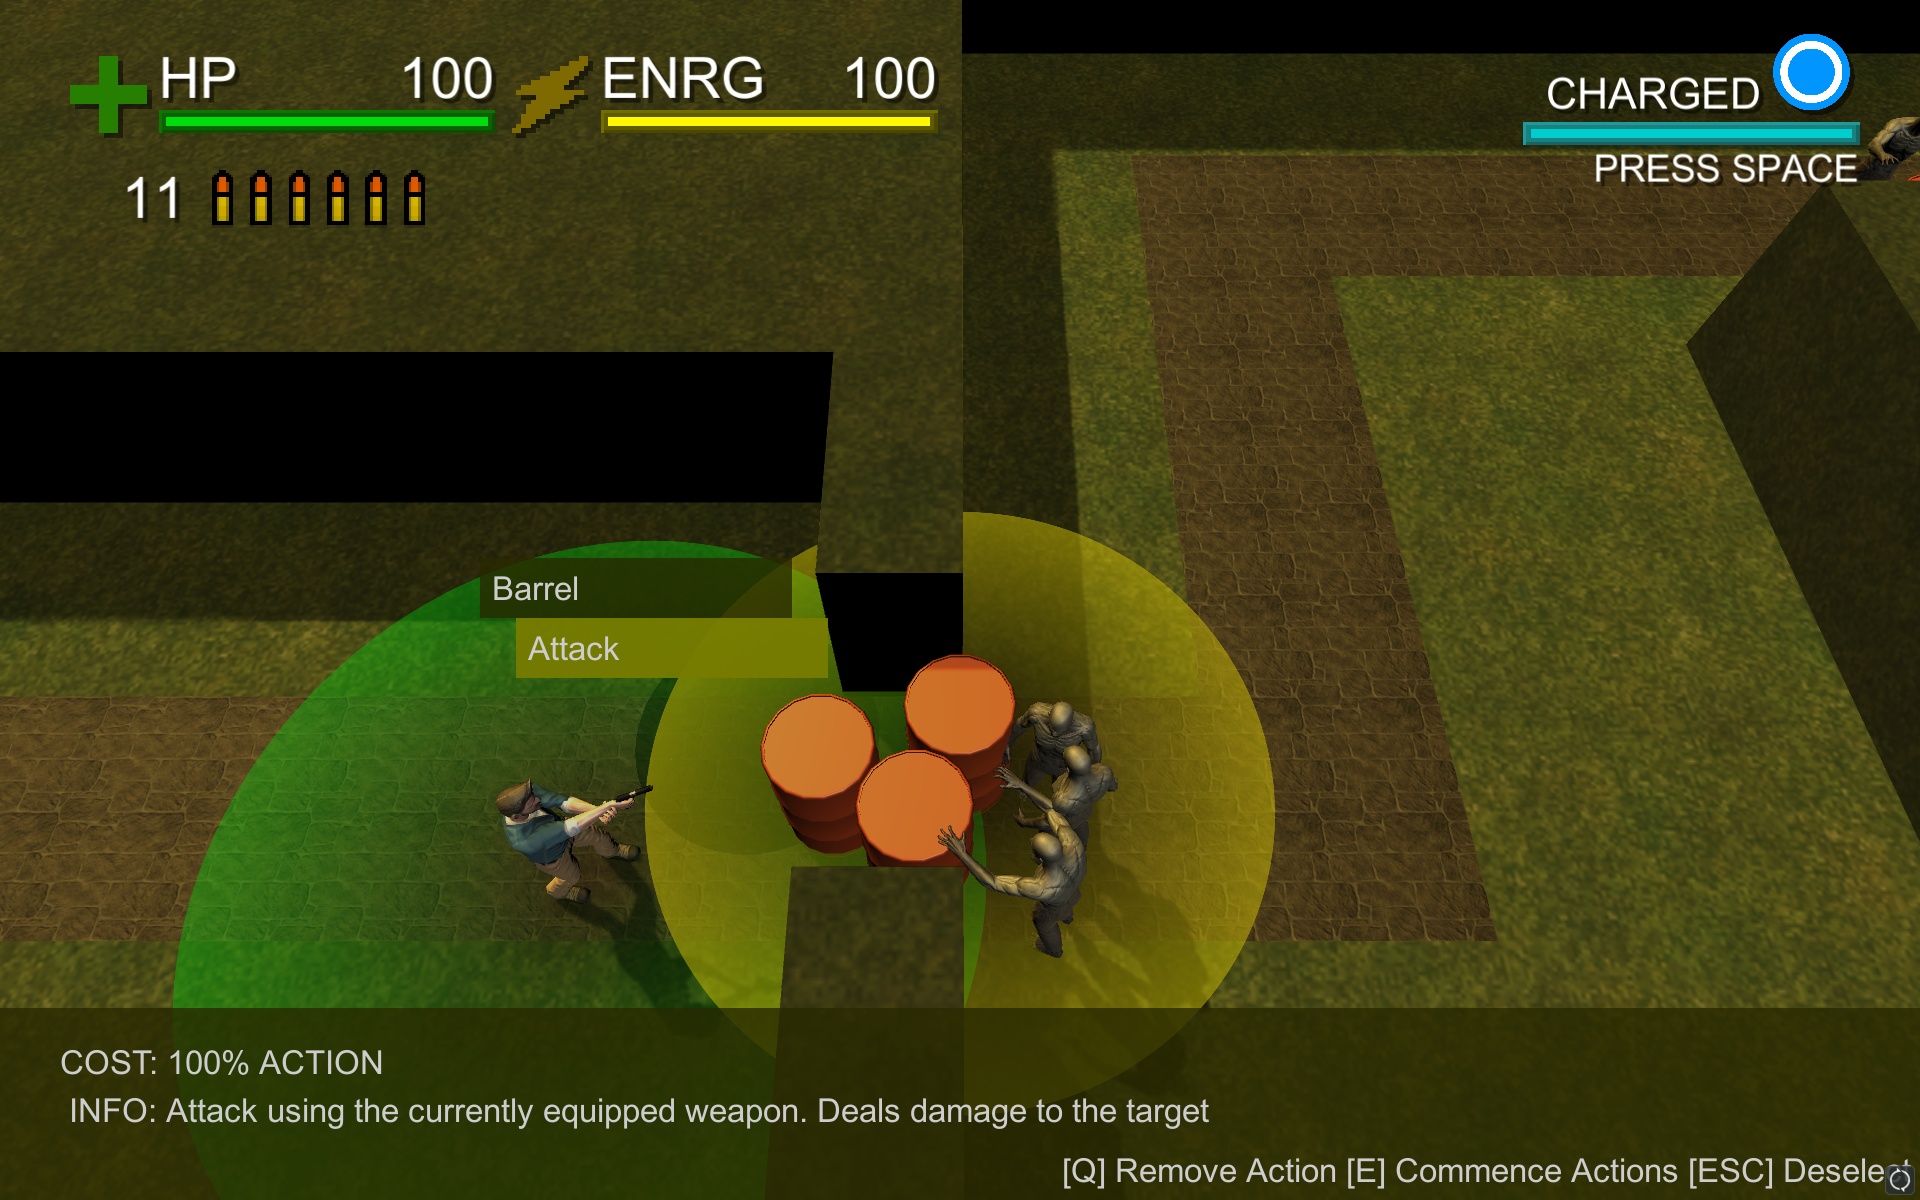 HP 100 ENRG 100
CHARGED
11
PRESS SPACE
Barrel
Attack
COST: 100% ACTION
INFO: Attack using the currently equipped weapon. Deals damage to the target
[Q] Remove Action [E] Commence Actions [ESC] Deselect